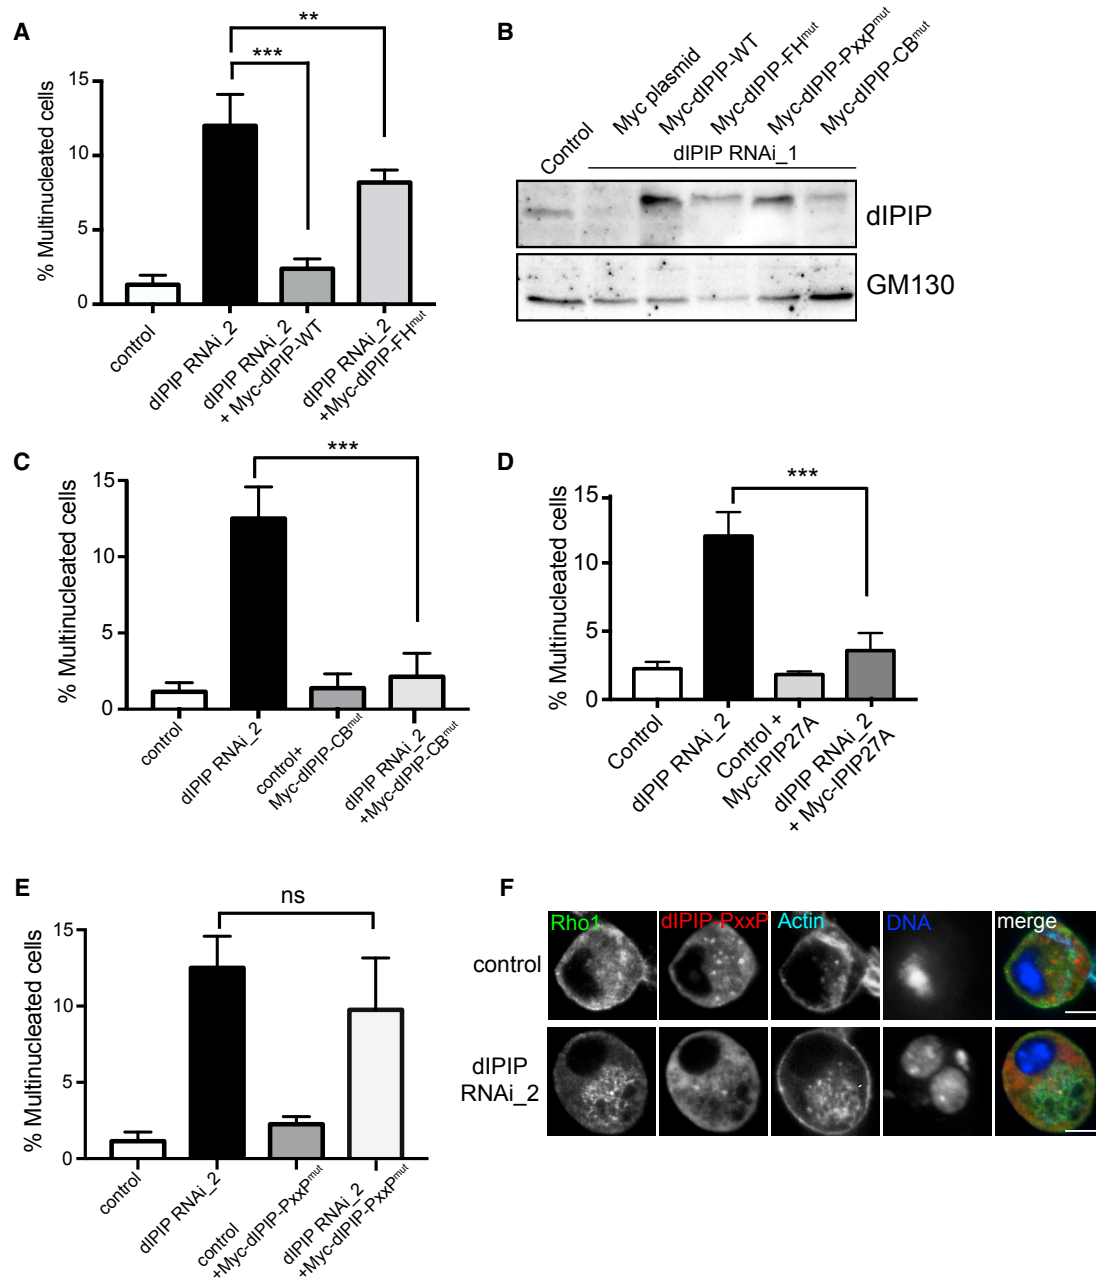 A
**
***
% Multinucleated cells
15
10
5
0
control
dIPIP RNAi_2
dIPIP RNAi_2
+ Myc-dIPIP-WT
dIPIP RNAi_2
+Myc-dIPIP-FHmut
B
Control
Myc plasmid
Myc-dIPIP-WT
Myc-dIPIP-FHmut
Myc-dIPIP-PxxPmut
Myc-dIPIP-CBmut
dIPIP RNAi_1
dIPIP
GM130
C
***
% Multinucleated cells
15
10
5
0
control
dIPIP RNAi_2
control+
Myc-dIPIP-CBmut
dIPIP RNAi_2
+Myc-dIPIP-CBmut
D
***
% Multinucleated cells
15
10
5
0
Control
dIPIP RNAi_2
Control +
Myc-IPIP27A
dIPIP RNAi_2
+ Myc-IPIP27A
E
ns
% Multinucleated cells
15
10
5
0
control
dIPIP RNAi_2
control
+Myc-dIPIP-PxxPmut
dIPIP RNAi_2
+Myc-dIPIP-PxxPmut
F
Rho1
dIPIP-PxxP
Actin
DNA
merge
control
dIPIP
RNAi_2